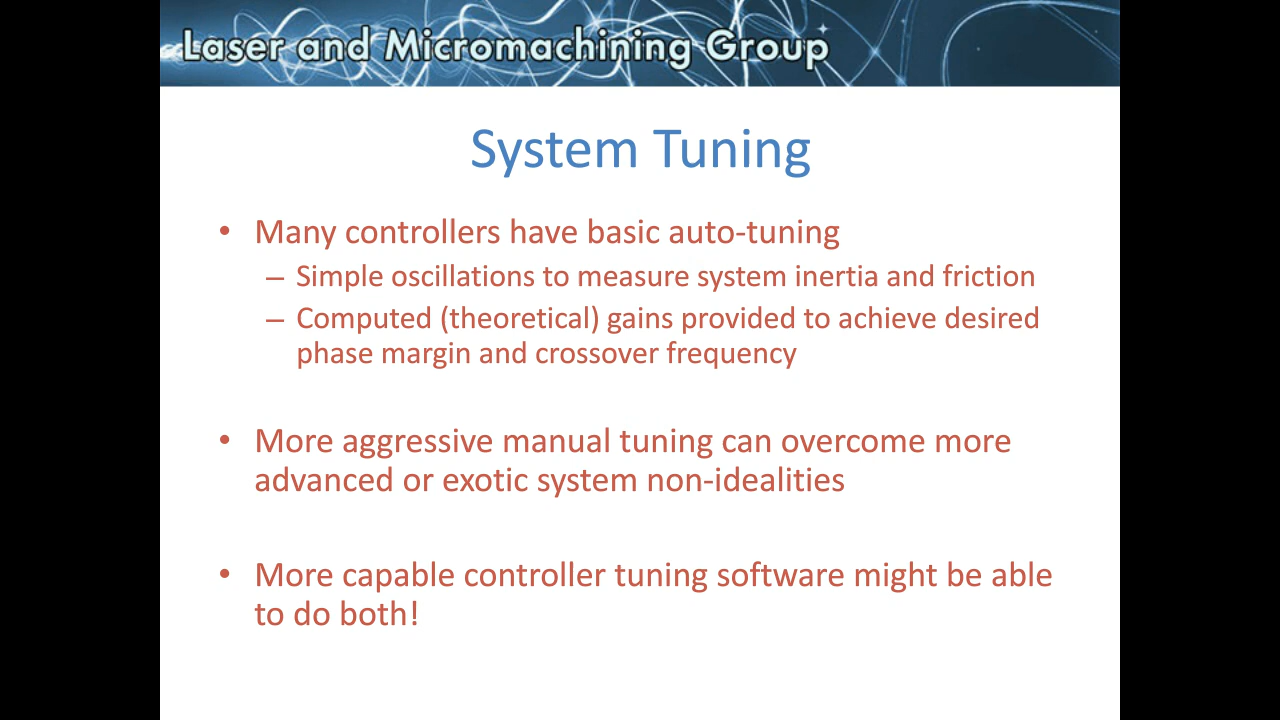 Laser and Micromachining Group
System Tuning
• Many controllers have basic auto-tuning
– Simple oscillations to measure system inertia and friction
– Computed (theoretical) gains provided to achieve desired
phase margin and crossover frequency
• More aggressive manual tuning can overcome more
advanced or exotic system non-idealities
• More capable controller tuning software might be able
to do both!